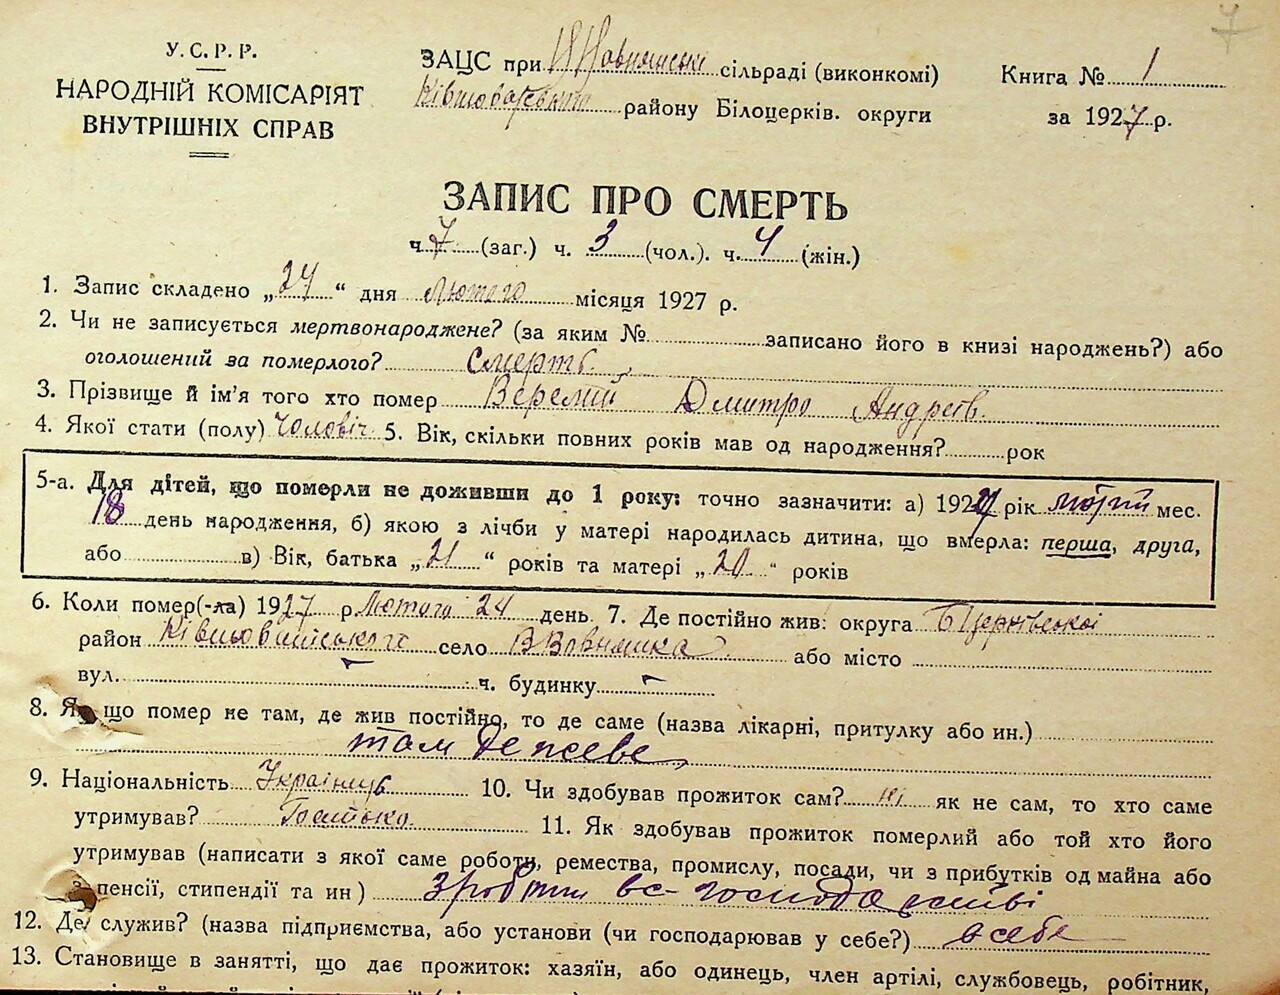 7
У.С.Р.Р.
НАРОДНІЙ КОМІСАРІЯТ
ВНУТРІШНІХ СПРАВ
ЗАЦС при сільраді (виконкомі)
району Білоцерків. округи
Книга № 1
за 1927 р.
ЗАПИС ПРО СМЕРТЬ
ч. 7 (заг.) ч. 3 (чол.). ч. 4 (жін.)
1. Запис складено „24“ дня Лютого місяця 1927 р.
2. Чи не записується мертвонароджене? (за яким № записано його в книзі народжень?) або
оголошений за померлого? Смерть
3. Прізвище й ім'я того хто помер Веремій Дмитро Андреїв.
4. Якої стати (полу) Чоловіч 5. Вік, скільки повних років мав од народження? рок
5-а. Для дітей, що померли не доживши до 1 року: точно зазначити: а) 1927 рік лютий мес.
18 день народження, б) якою з лічби у матері народилась дитина, що вмерла: перша, друга,
або в) Вік, батька „21“ років та матері „20“ років
6. Коли помер(-ла) 1927 р Лютого 24 день. 7. Де постійно жив: округа
район село або місто
вул. ч. будинку
8. Як що помер не там, де жив постійно, то де саме (назва лікарні, притулку або ин.)
там де живе
9. Національність Українць 10. Чи здобував прожиток сам? ні як не сам, то хто саме
утримував? Батько 11. Як здобував прожиток померлий або той хто його
утримував (написати з якої саме роботи, ремества, промислу, посади, чи з прибутків од майна або
з пенсії, стипендії та ин) з роботи в с-господарстві
12. Де служив? (назва підприємства, або установи (чи господарював у себе?) в себе
13. Становище в занятті, що дає прожиток: хазяїн, або одинець, член артілі, службовець, робітник,